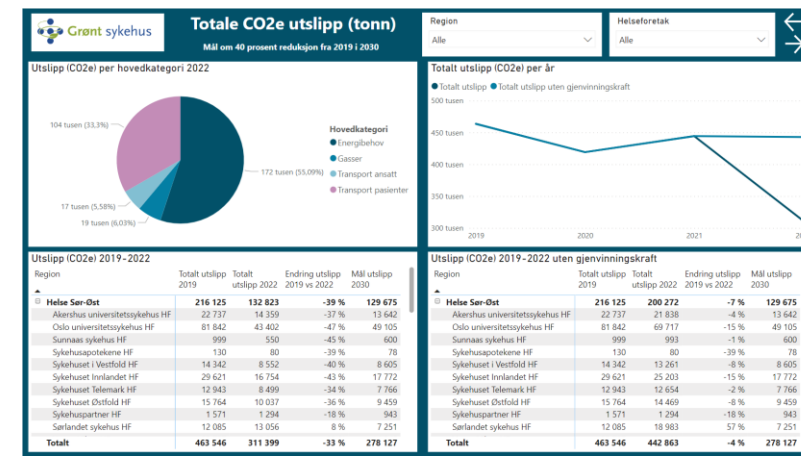 Grønt sykehus
Totale CO2e utslipp (tonn)
Mål om 40 prosent reduksjon fra 2019 i 2030
Region
Alle
Helseforetak
Alle
Utslipp (CO2e) per hovedkategori 2022
104 tusen (33,3%)
17 tusen (5,58%)
19 tusen (6,03%)
172 tusen (55,09%)
Hovedkategori
Energibehov
Gasser
Transport ansatt
Transport pasienter
Totalt utslipp (CO2e) per år
Totalt utslipp Totalt utslipp uten gjenvinningskraft
500 tusen
450 tusen
400 tusen
350 tusen
300 tusen
2019 2020 2021
Utslipp (CO2e) 2019-2022
Region Totalt utslipp 2019 Totalt utslipp 2022 Endring utslipp 2019 vs 2022 Mål utslipp 2030
Helse Sør-Øst 216 125 132 823 -39 % 129 675
Akershus universitetssykehus HF 22 737 14 359 -37 % 13 642
Oslo universitetssykehus HF 81 842 43 402 -47 % 49 105
Sunnaas sykehus HF 999 550 -45 % 600
Sykehusapotekene HF 130 80 -39 % 78
Sykehuset i Vestfold HF 14 342 8 552 -40 % 8 605
Sykehuset Innlandet HF 29 621 16 754 -43 % 17 772
Sykehuset Telemark HF 12 943 8 499 -34 % 7 766
Sykehuset Østfold HF 15 764 10 037 -36 % 9 459
Sykehuspartner HF 1 571 1 294 -18 % 943
Sørlandet sykehus HF 12 085 13 056 8 % 7 251
Totalt 463 546 311 399 -33 % 278 127
Utslipp (CO2e) 2019-2022 uten gjenvinningskraft
Region Totalt utslipp 2019 Totalt utslipp 2022 Endring utslipp 2019 vs 2022 Mål utslipp 2030
Helse Sør-Øst 216 125 200 272 -7 % 129 675
Akershus universitetssykehus HF 22 737 21 838 -4 % 13 642
Oslo universitetssykehus HF 81 842 69 717 -15 % 49 105
Sunnaas sykehus HF 999 993 -1 % 600
Sykehusapotekene HF 130 80 -39 % 78
Sykehuset i Vestfold HF 14 342 13 261 -8 % 8 605
Sykehuset Innlandet HF 29 621 25 203 -15 % 17 772
Sykehuset Telemark HF 12 943 12 654 -2 % 7 766
Sykehuset Østfold HF 15 764 14 469 -8 % 9 459
Sykehuspartner HF 1 571 1 294 -18 % 943
Sørlandet sykehus HF 12 085 18 983 57 % 7 251
Totalt 463 546 442 863 -4 % 278 127